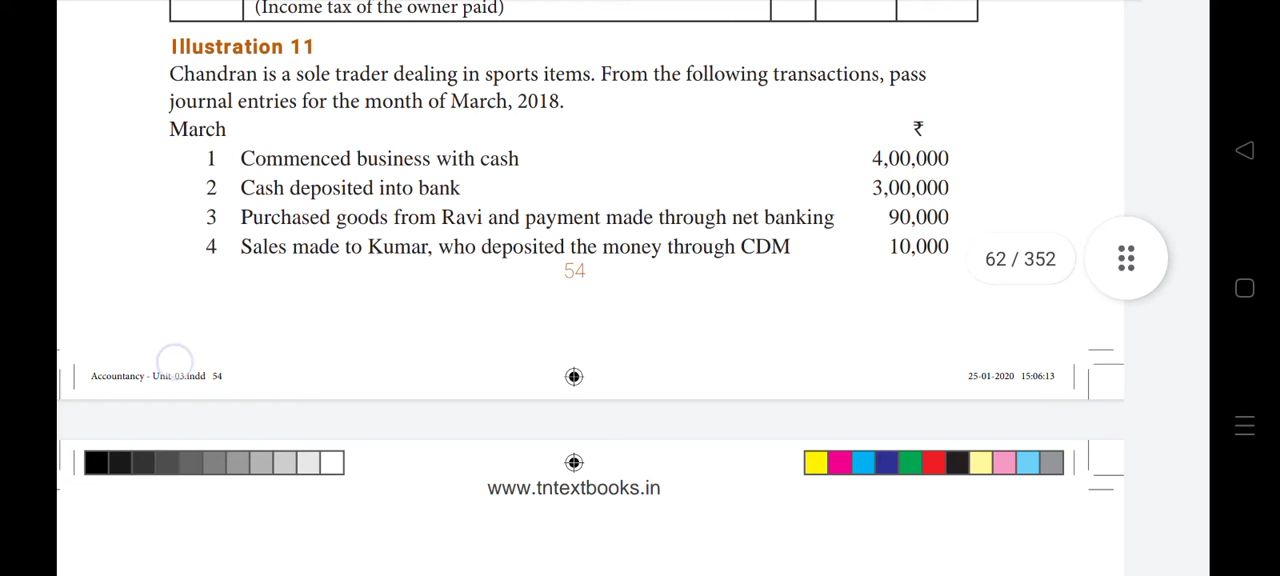 (Income tax of the owner paid)
Illustration 11
Chandran is a sole trader dealing in sports items. From the following transactions, pass
journal entries for the month of March, 2018.
March ₹
1 Commenced business with cash 4,00,000
2 Cash deposited into bank 3,00,000
3 Purchased goods from Ravi and payment made through net banking 90,000
4 Sales made to Kumar, who deposited the money through CDM 10,000
54
62 / 352
Accountancy - Unit-03.indd 54 25-01-2020 15:06:13
www.tntextbooks.in